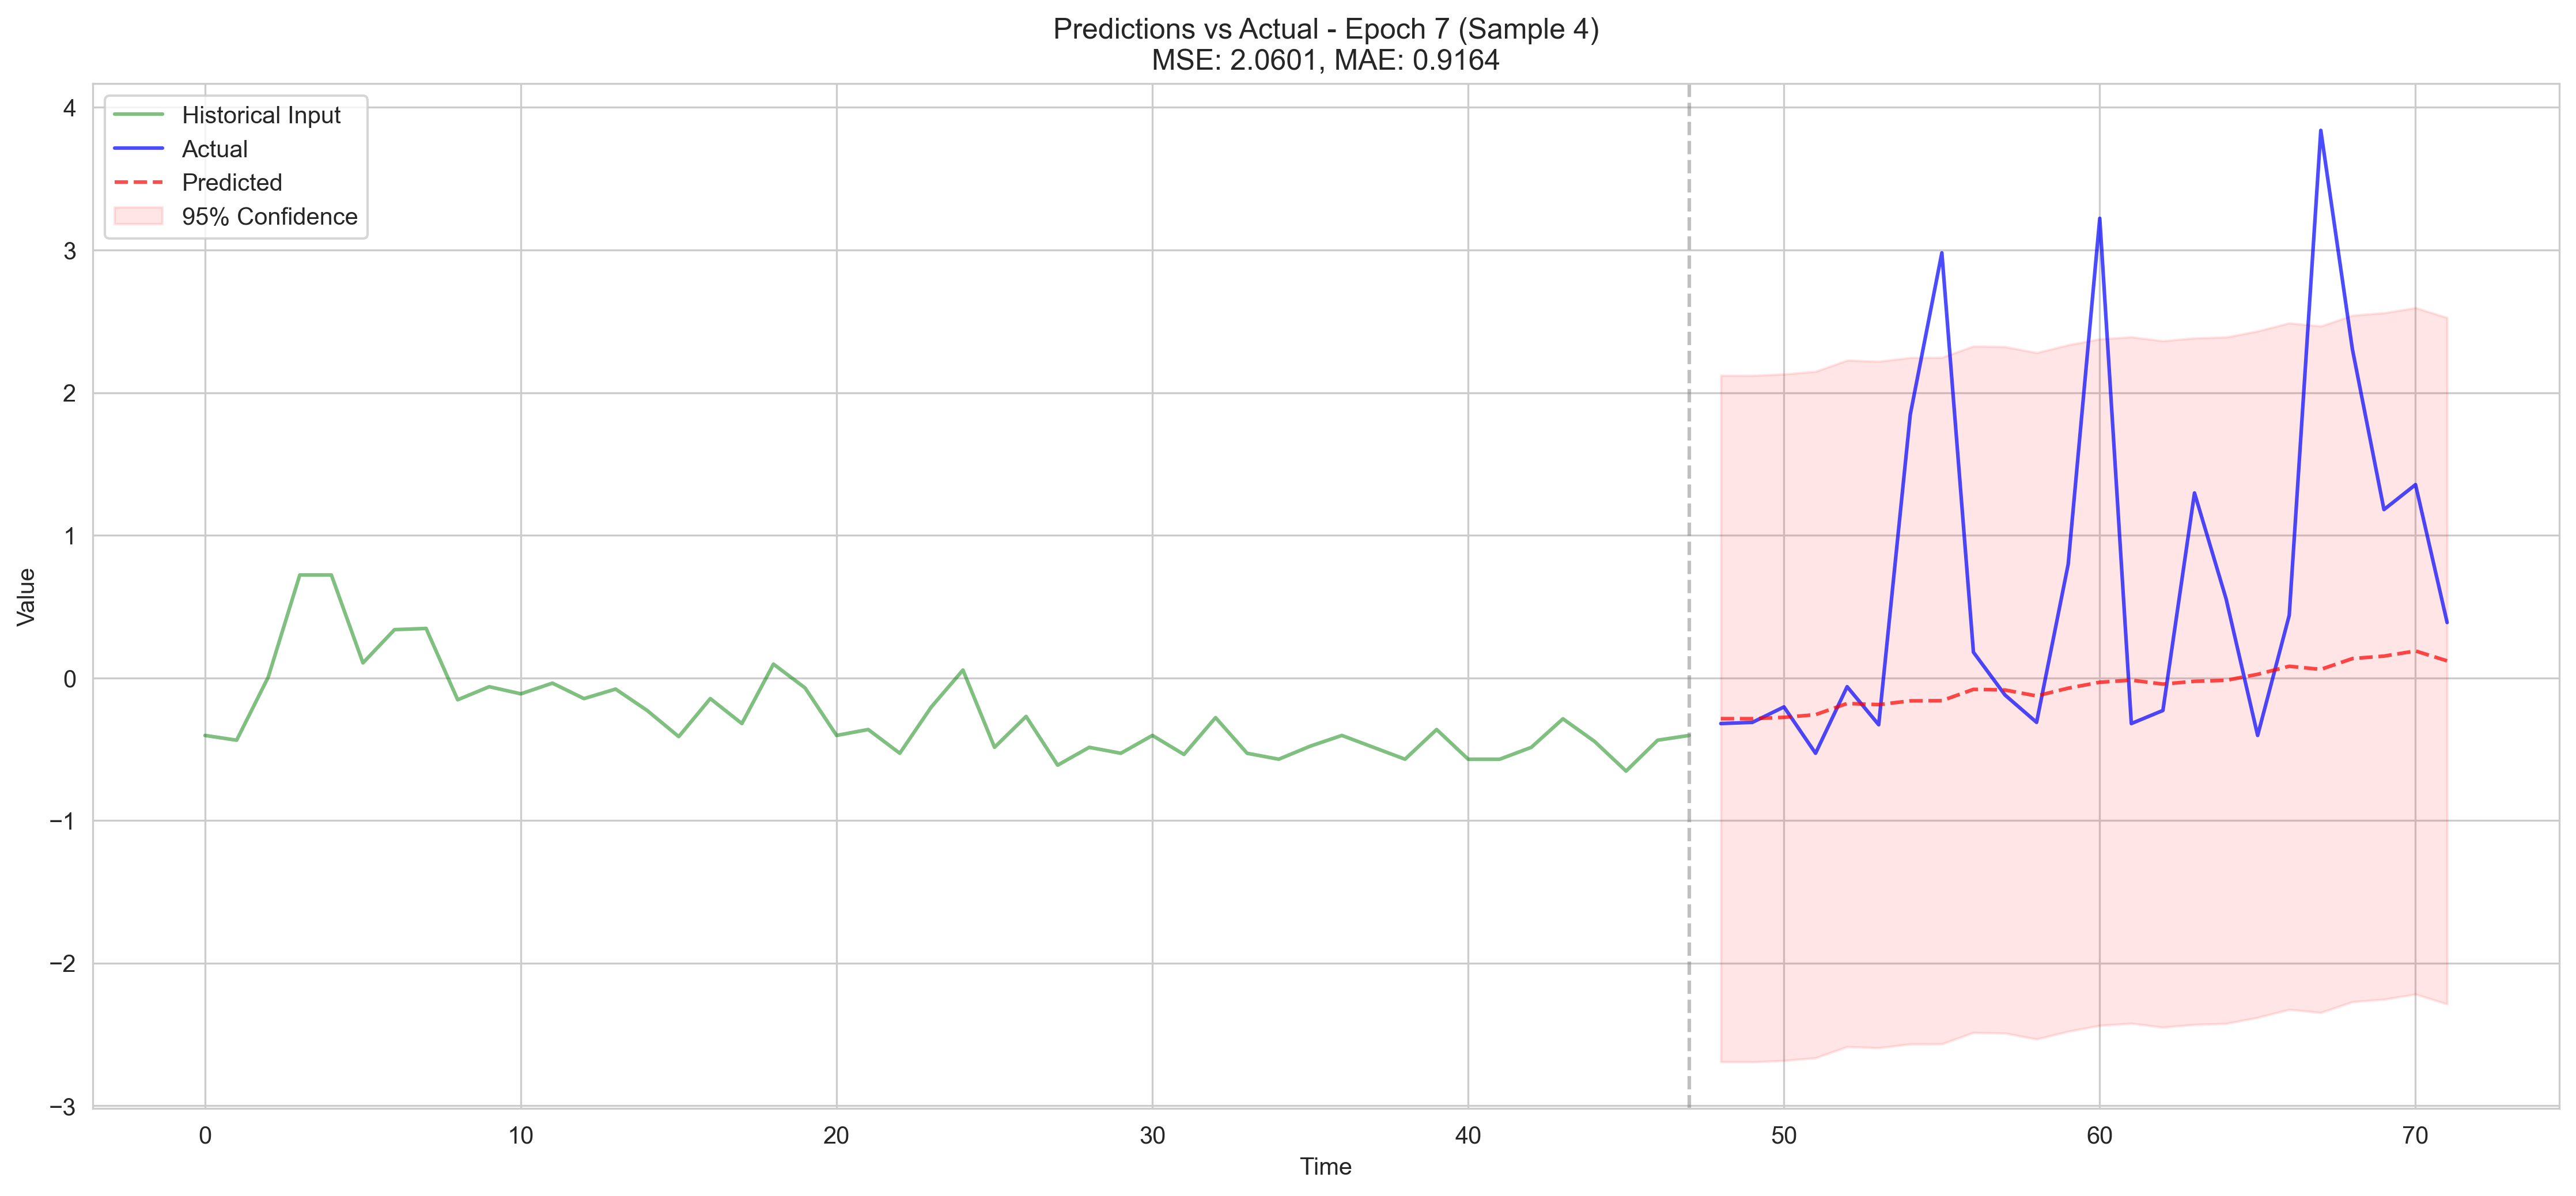 Predictions vs Actual - Epoch 7 (Sample 4)
MSE: 2.0601, MAE: 0.9164
Historical Input
Actual
Predicted
95% Confidence
4
3
2
1
0
−1
−2
−3
Value
0 10 20 30 40 50 60 70
Time